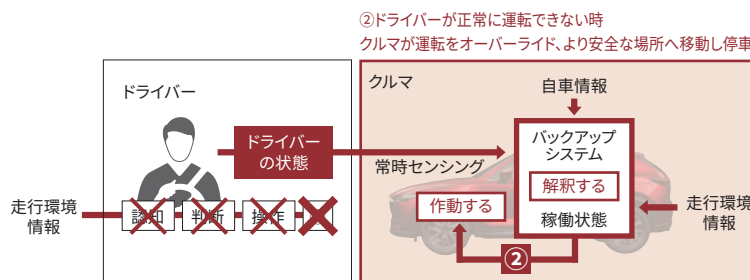 ②ドライバーが正常に運転できない時
クルマが運転をオーバーライド、より安全な場所へ移動し停車
ドライバー
クルマ
自車情報
ドライバー
の状態
バックアップ
システム
常時センシング
解釈する
作動する
稼働状態
走行環境
情報
認知
判断
操作
走行環境
情報
②